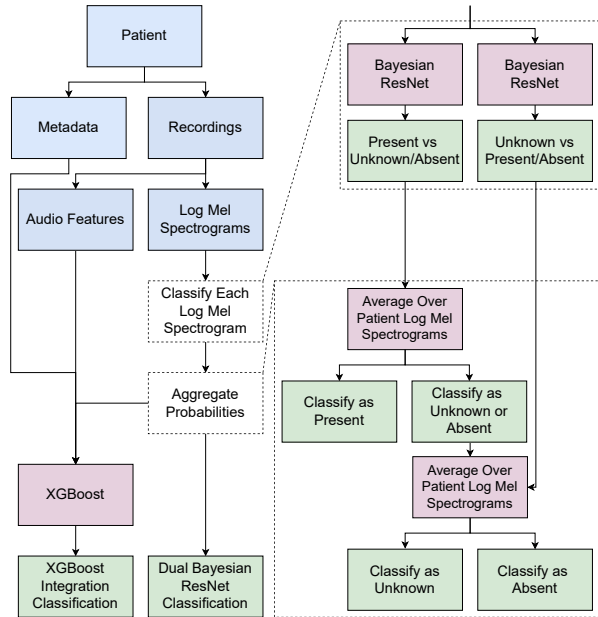 Patient
Metadata
Recordings
Audio Features
Log Mel
Spectrograms
Classify Each
Log Mel
Spectrogram
Aggregate
Probabilities
XGBoost
XGBoost
Integration
Classification
Dual Bayesian
ResNet
Classification
Bayesian
ResNet
Bayesian
ResNet
Present vs
Unknown/Absent
Unknown vs
Present/Absent
Average Over
Patient Log Mel
Spectrograms
Classify as
Present
Classify as
Unknown or
Absent
Average Over
Patient Log Mel
Spectrograms
Classify as
Unknown
Classify as
Absent